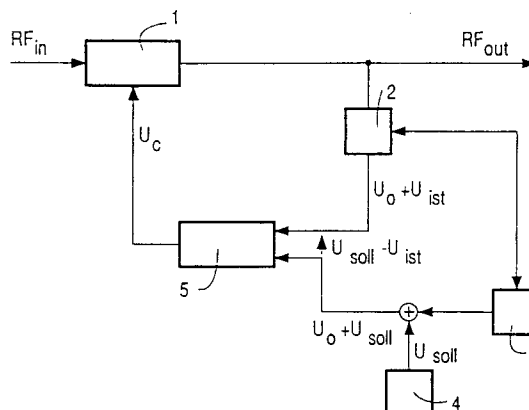 1
RF_in
RF_out
2
U_c
U_o + U_ist
U_soll - U_ist
5
U_o + U_soll
U_soll
4